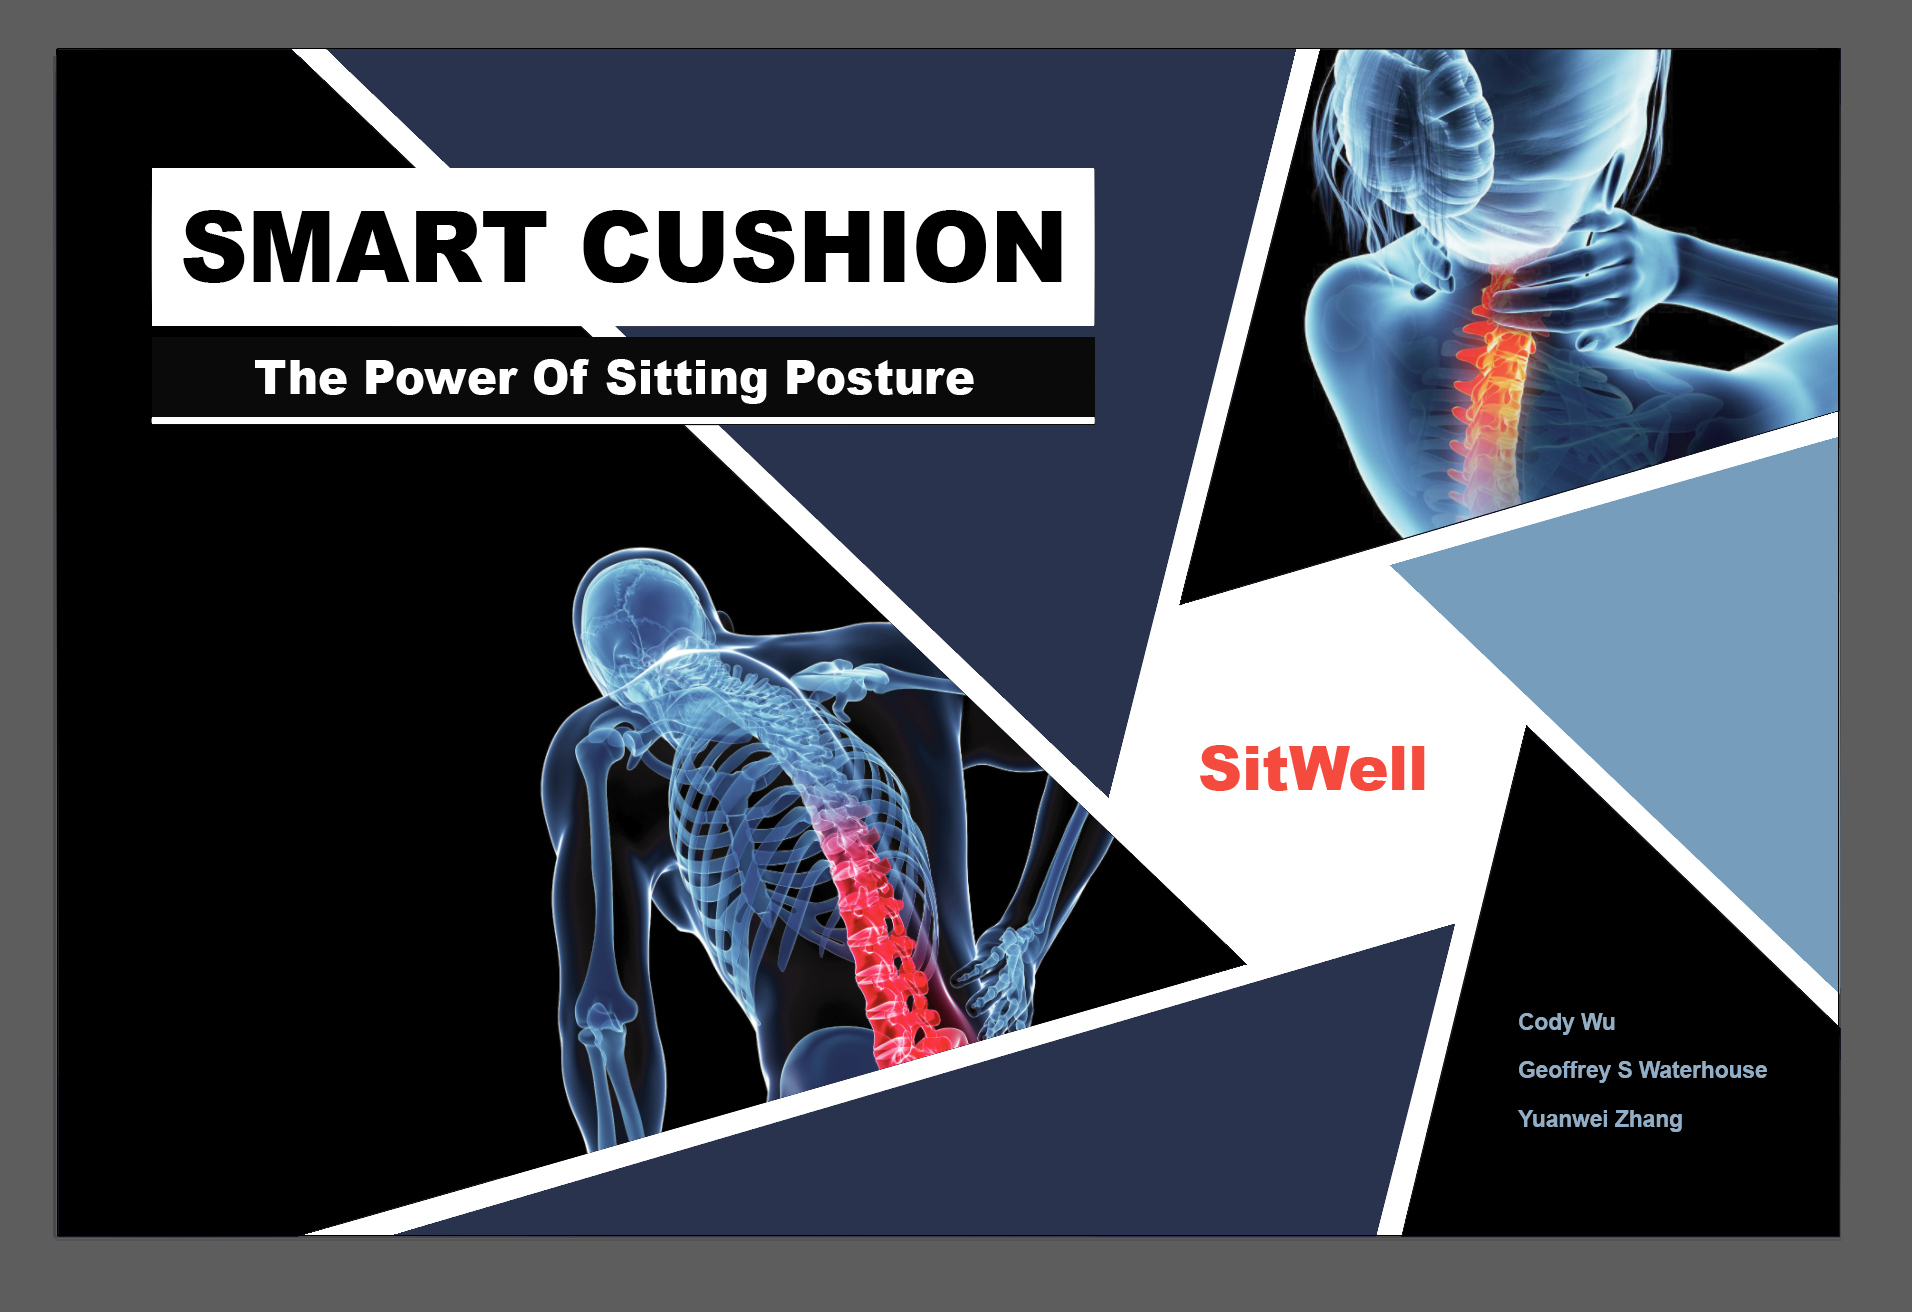 SMART CUSHION
The Power Of Sitting Posture
SitWell
Cody Wu
Geoffrey S Waterhouse
Yuanwei Zhang